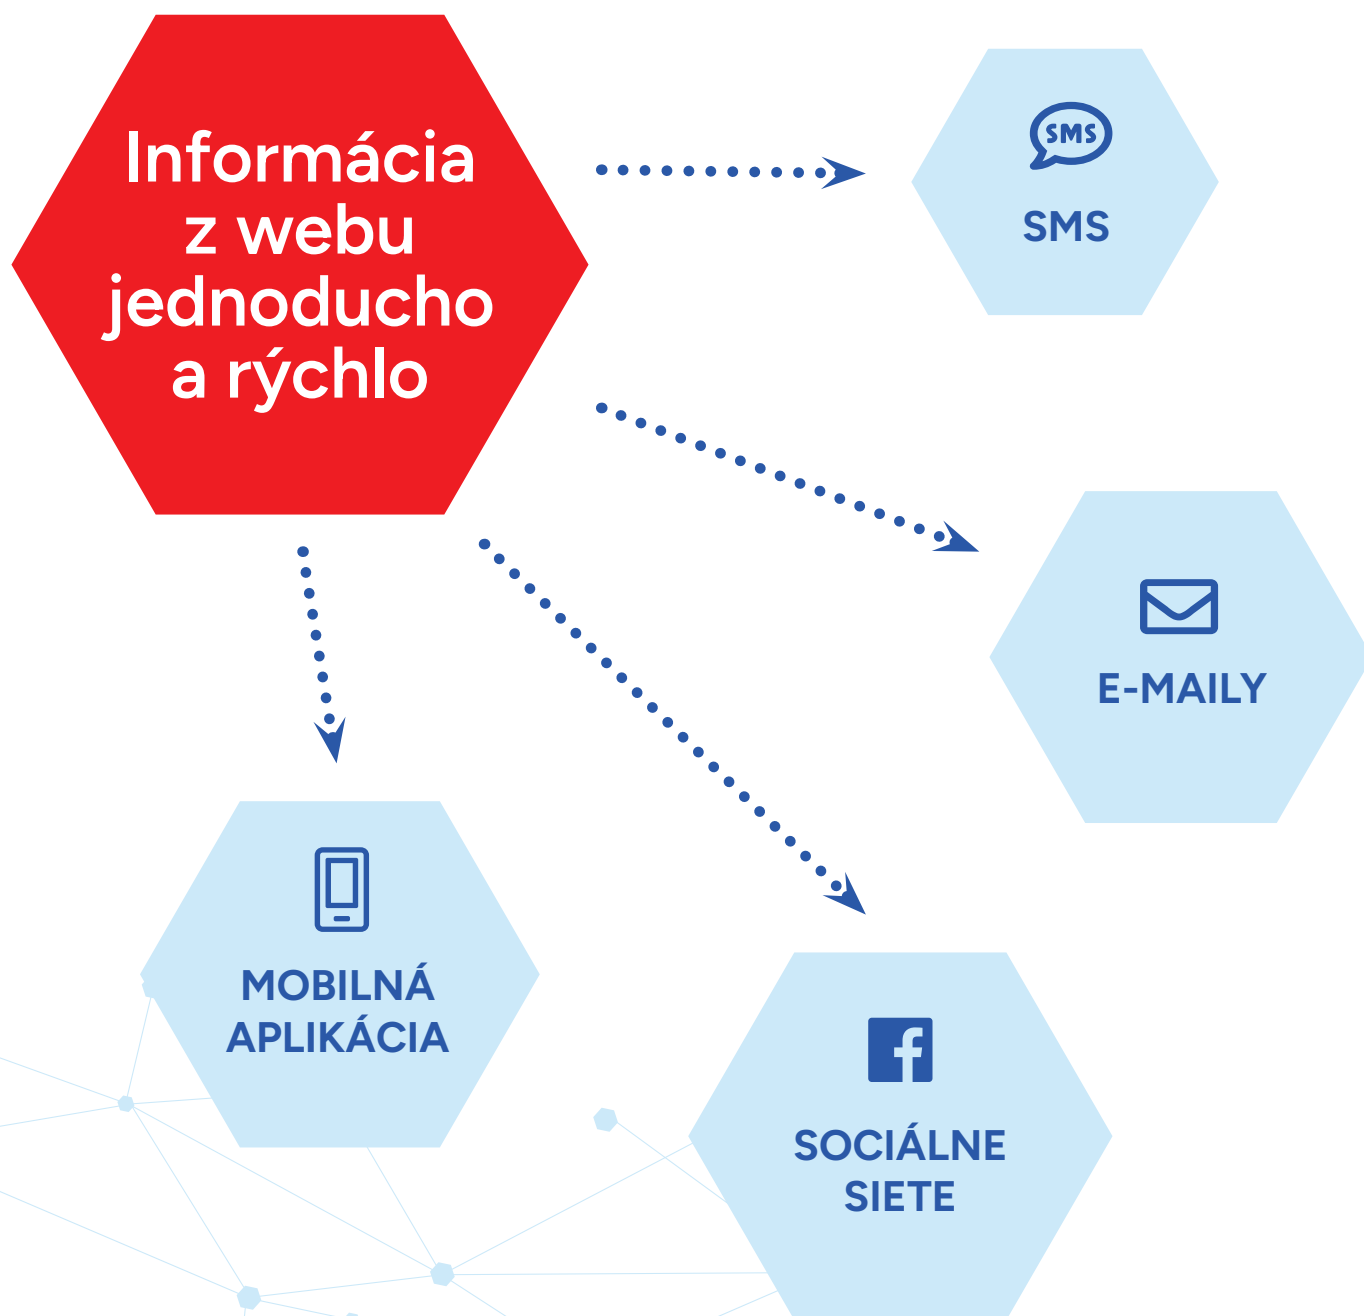 Informácia
z webu
jednoducho
a rýchlo
SMS
SMS
E-MAILY
MOBILNÁ
APLIKÁCIA
SOCIÁLNE
SIETE